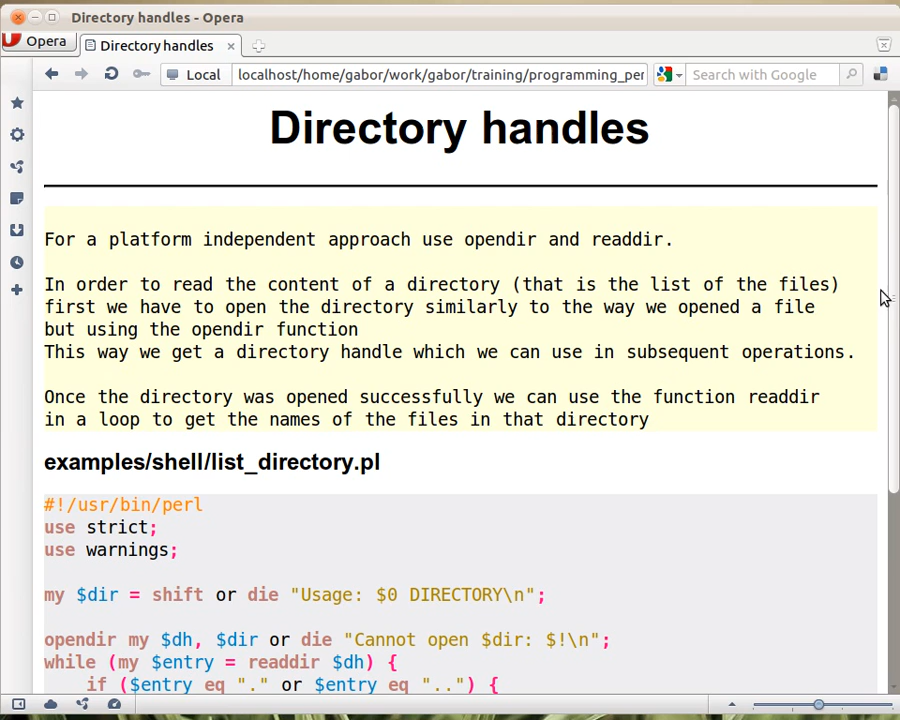 Directory handles - Opera
Opera
Directory handles
Local
localhost/home/gabor/work/gabor/training/programming_per
Search with Google
Directory handles
For a platform independent approach use opendir and readdir.
In order to read the content of a directory (that is the list of the files)
first we have to open the directory similarly to the way we opened a file
but using the opendir function
This way we get a directory handle which we can use in subsequent operations.
Once the directory was opened successfully we can use the function readdir
in a loop to get the names of the files in that directory
examples/shell/list_directory.pl
#!/usr/bin/perl
use strict;
use warnings;
my $dir = shift or die "Usage: $0 DIRECTORY\n";
opendir my $dh, $dir or die "Cannot open $dir: $!\n";
while (my $entry = readdir $dh) {
if ($entry eq "." or $entry eq "..") {